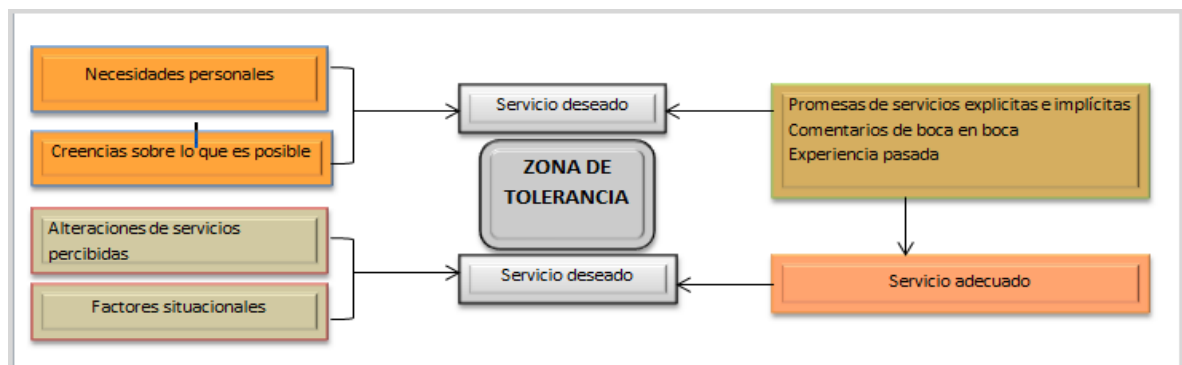 Necesidades personales
Creencias sobre lo que es posible
Alteraciones de servicios
percibidas
Factores situacionales
Servicio deseado
ZONA DE
TOLERANCIA
Servicio deseado
Promesas de servicios explicitas e implícitas
Comentarios de boca en boca
Experiencia pasada
Servicio adecuado